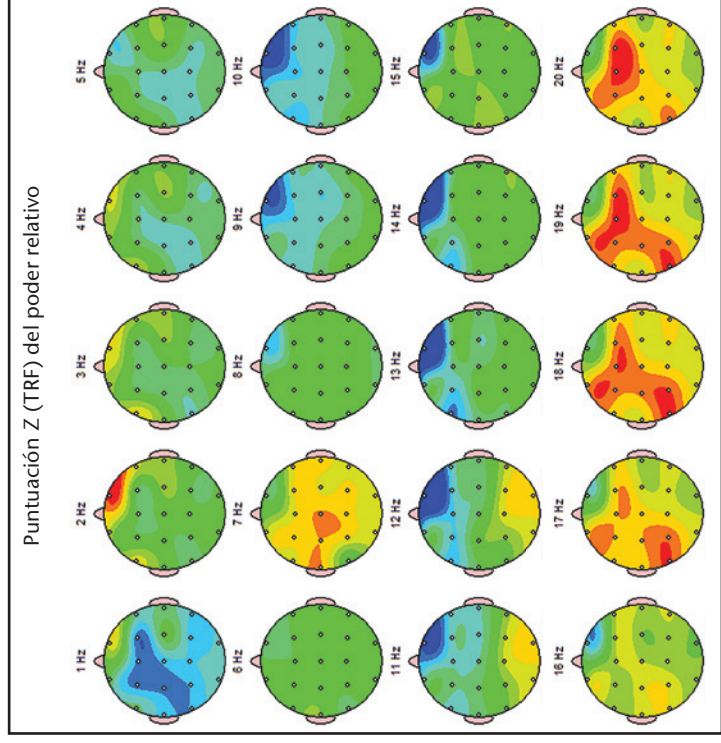 Puntuación Z (TRF) del poder relativo
1 Hz
2 Hz
3 Hz
4 Hz
5 Hz
6 Hz
7 Hz
8 Hz
9 Hz
10 Hz
11 Hz
12 Hz
13 Hz
14 Hz
15 Hz
16 Hz
17 Hz
18 Hz
19 Hz
20 Hz